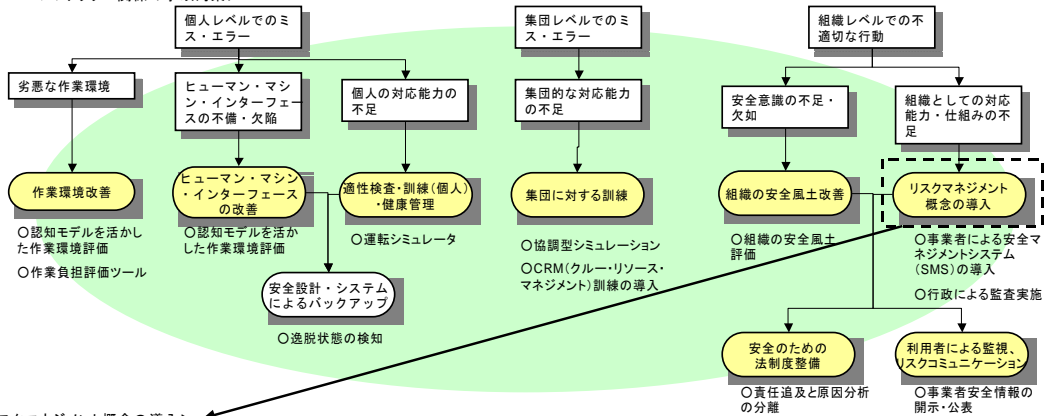 個人レベルでのミ
ス・エラー
集団レベルでのミ
ス・エラー
組織レベルでの不
適切な行動
劣悪な作業環境
ヒューマン・マシ
ン・インターフェー
スの不備・欠陥
個人の対応能力の
不足
集団的な対応能力
の不足
安全意識の不足・
欠如
組織としての対応
能力・仕組みの不
足
作業環境改善
ヒューマン・マシン
・インターフェース
の改善
適性検査・訓練(個人)
・健康管理
集団に対する訓練
組織の安全風土改善
リスクマネジメント
概念の導入
○認知モデルを活かし
た作業環境評価
○作業負担評価ツール
○認知モデルを活か
した作業環境評価
○運転シミュレータ
○協調型シミュレーション
○CRM(クルー・リソース・
マネジメント)訓練の導入
○組織の安全風土
評価
○事業者による安全マ
ネジメントシステム
(SMS)の導入
○行政による監査実施
安全設計・システム
によるバックアップ
○逸脱状態の検知
安全のための
法制度整備
利用者による監視、
リスクコミュニケーション
○責任追及と原因分析
の分離
○事業者安全情報の
開示・公表